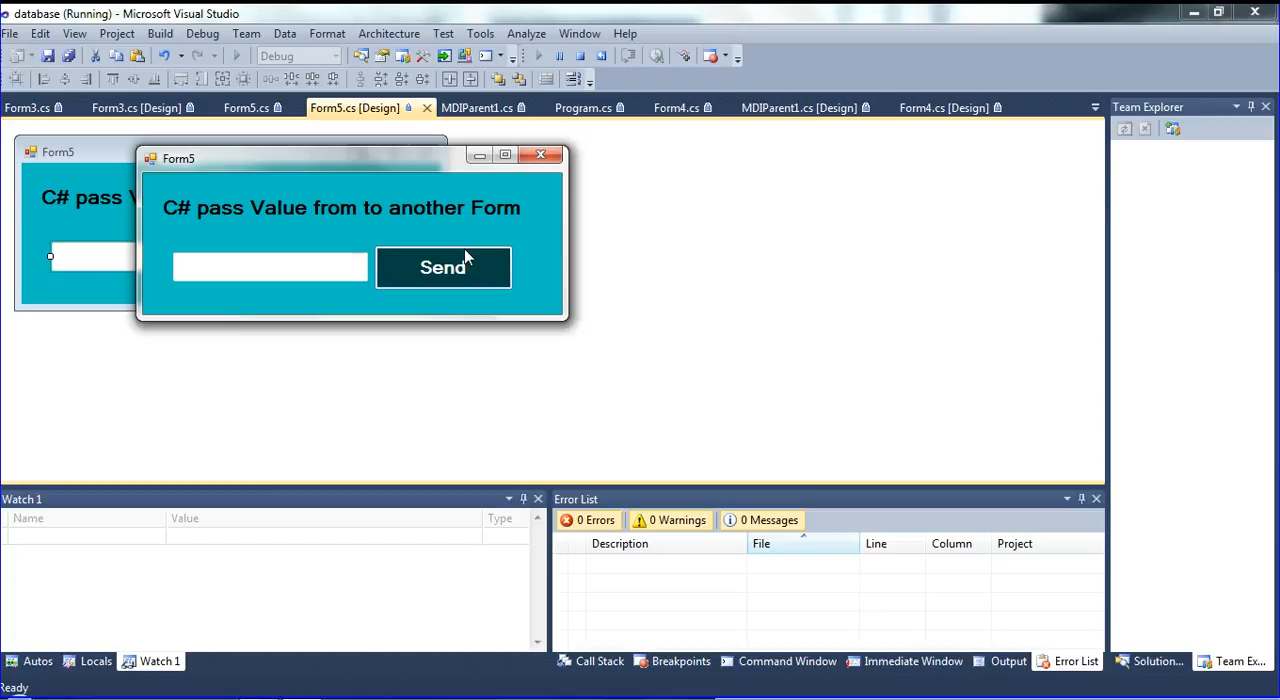 database (Running) - Microsoft Visual Studio
File Edit View Project Build Debug Team Data Format Architecture Test Tools Analyze Window Help
Debug
Form3.cs Form3.cs [Design] Form5.cs Form5.cs [Design] MDIParent1.cs Program.cs Form4.cs MDIParent1.cs [Design] Form4.cs [Design]
Team Explorer
Form5
C# pass V
Form5
C# pass Value from to another Form
Send
Watch 1
Name Value Type
Error List
0 Errors 0 Warnings 0 Messages
Description File Line Column Project
Autos Locals Watch 1
Call Stack Breakpoints Command Window Immediate Window Output Error List
Solution... Team Ex...
Ready